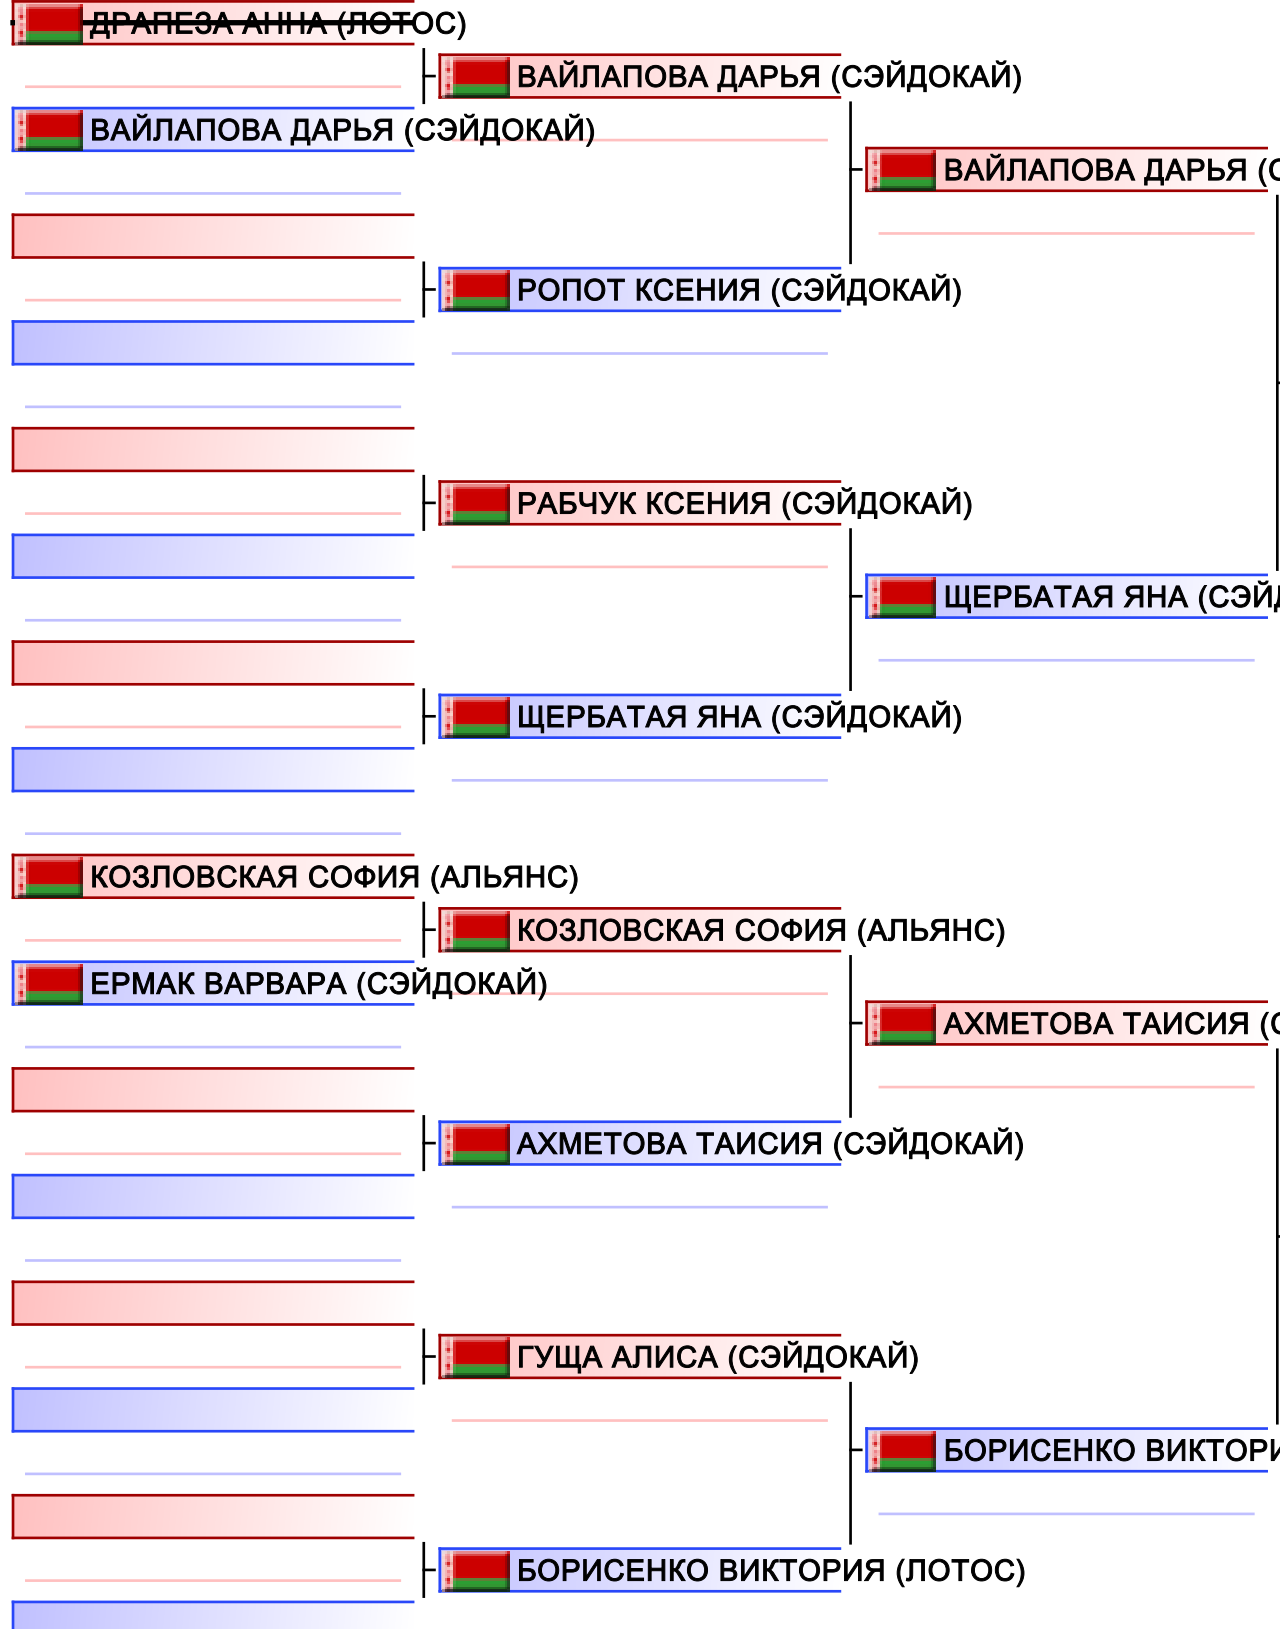 ДРАПЕЗА АННА (ЛОТОС)
ВАЙЛАПОВА ДАРЬЯ (СЭЙДОКАЙ)
ВАЙЛАПОВА ДАРЬЯ (СЭЙДОКАЙ)
ВАЙЛАПОВА ДАРЬЯ (С
РОПОТ КСЕНИЯ (СЭЙДОКАЙ)
РАБЧУК КСЕНИЯ (СЭЙДОКАЙ)
ЩЕРБАТАЯ ЯНА (СЭЙД
ЩЕРБАТАЯ ЯНА (СЭЙДОКАЙ)
КОЗЛОВСКАЯ СОФИЯ (АЛЬЯНС)
КОЗЛОВСКАЯ СОФИЯ (АЛЬЯНС)
ЕРМАК ВАРВАРА (СЭЙДОКАЙ)
АХМЕТОВА ТАИСИЯ (С
АХМЕТОВА ТАИСИЯ (СЭЙДОКАЙ)
ГУЩА АЛИСА (СЭЙДОКАЙ)
БОРИСЕНКО ВИКТОРИ
БОРИСЕНКО ВИКТОРИЯ (ЛОТОС)